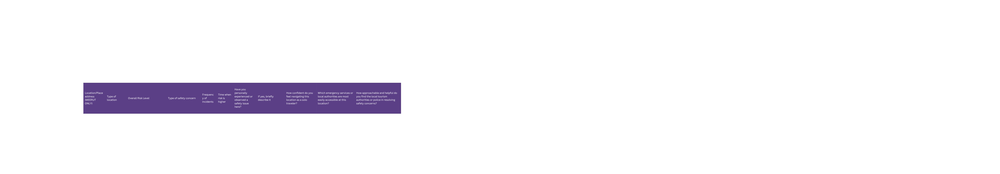 Location/Place
address
(MEERUT
ONLY)
Type of
location
Overall Risk Level
Type of safety concern
Frequenc
y of
incidents
Time when
risk is
higher
Have you
personally
experienced or
observed a
safety issue
here?
If yes, briefly
describe it
How confident do you
feel navigating this
location as a solo
traveler?
Which emergency services or
local authorities are most
easily accessible at this
location?
How approachable and helpful do
you find the local tourism
authorities or police in resolving
safety concerns?